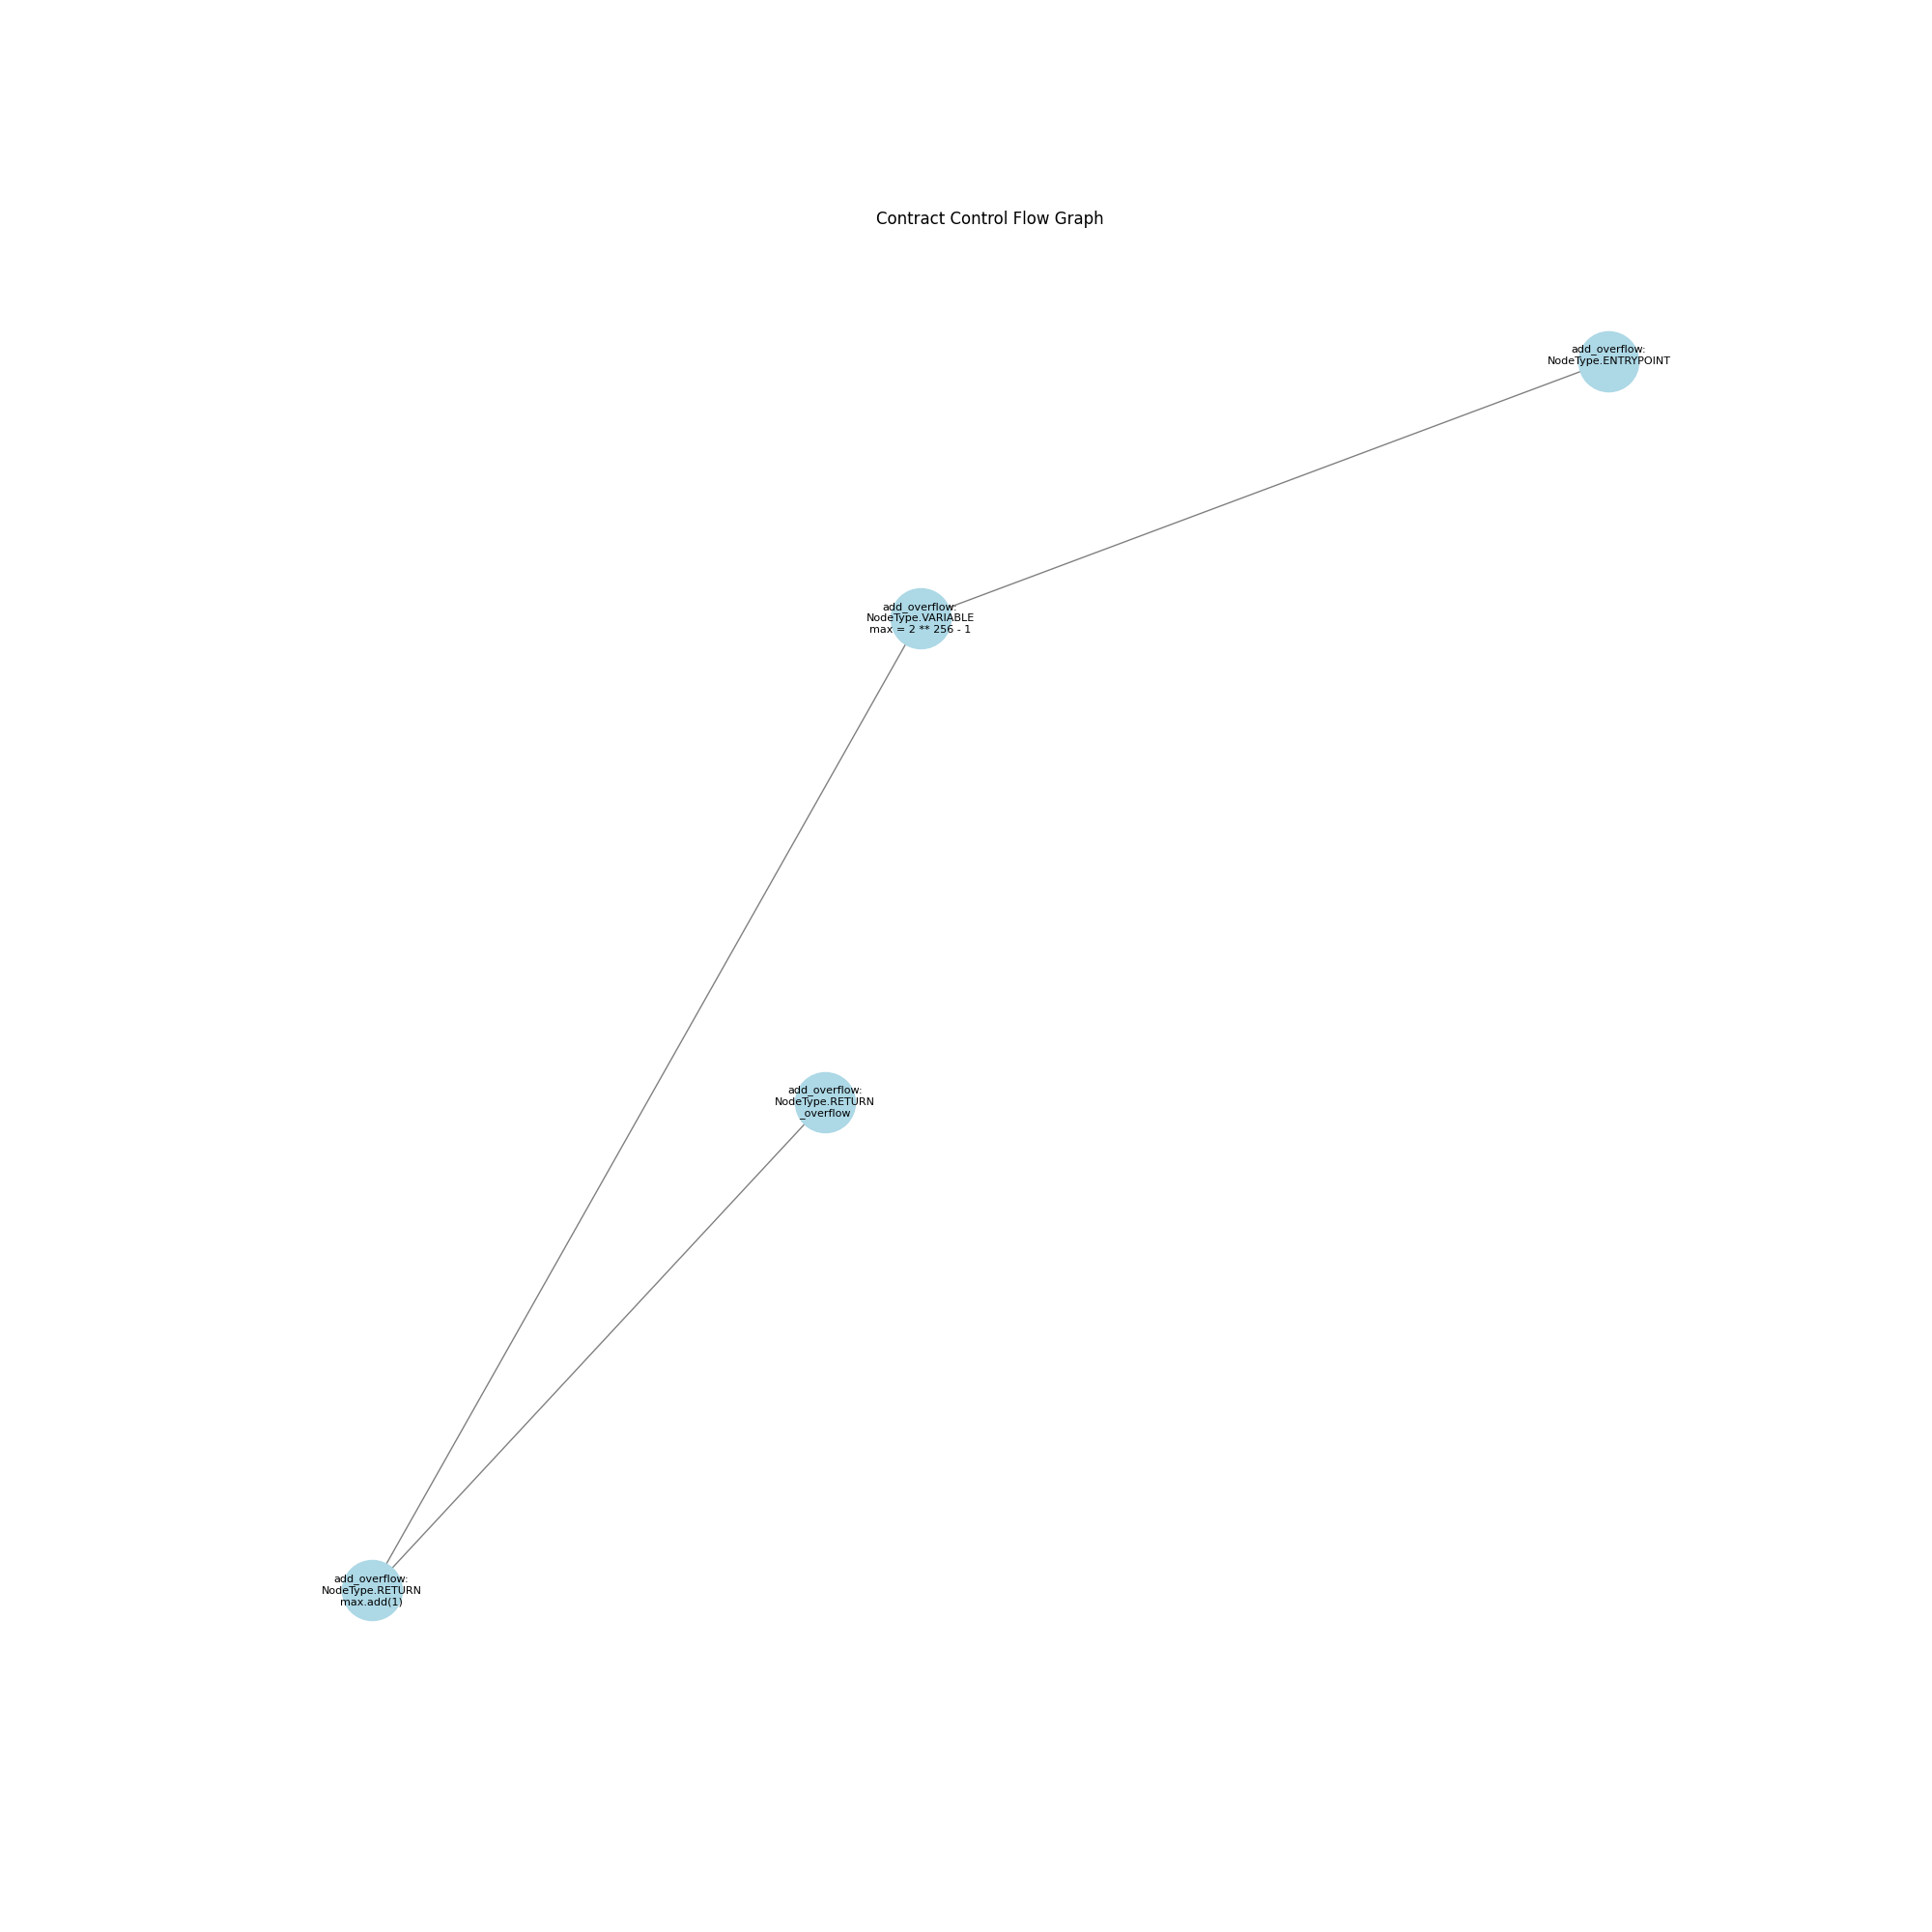 Contract Control Flow Graph
add_overflow:
NodeType.ENTRYPOINT
add_overflow:
NodeType.VARIABLE
max = 2 ** 256 - 1
add_overflow:
NodeType.RETURN
_overflow
add_overflow:
NodeType.RETURN
max.add(1)